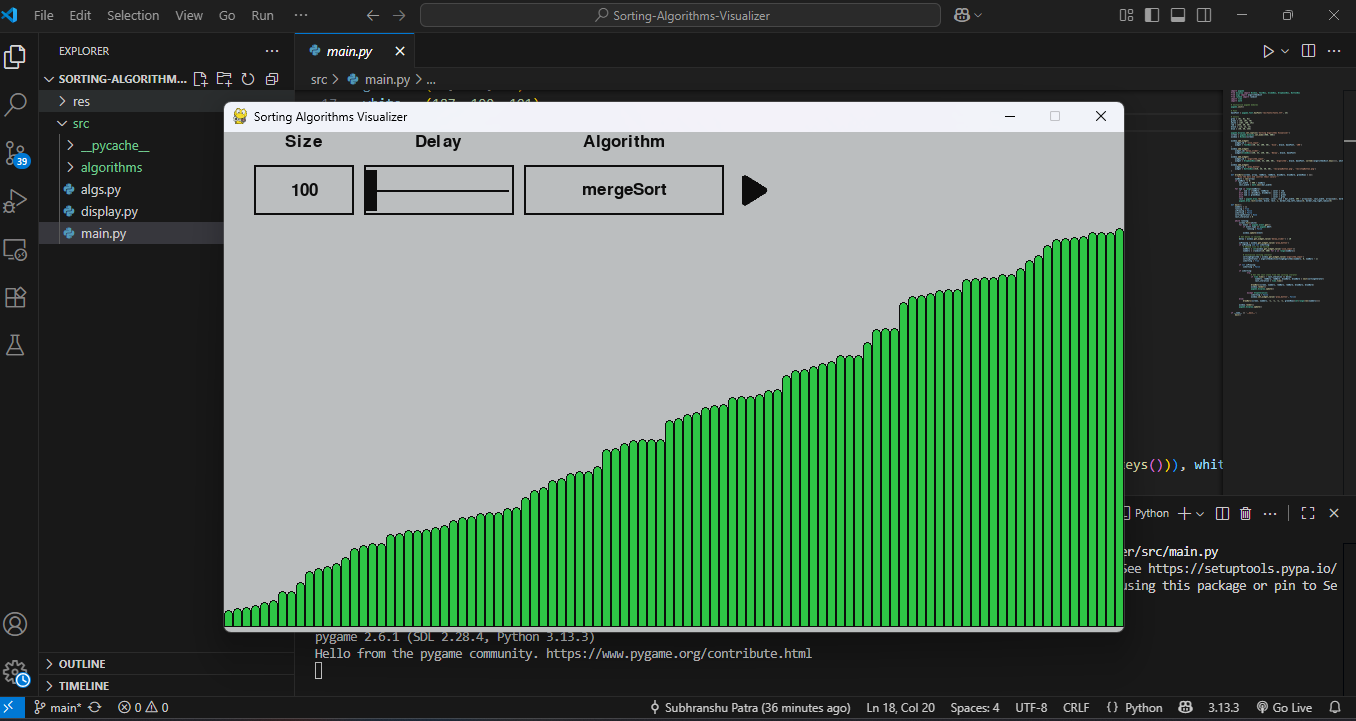 File Edit Selection View Go Run ··· Sorting-Algorithms-Visualizer
EXPLORER ···
main.py
SORTING-ALGORITHM...
src > main.py > ...
res
src
__pycache__
algorithms
algs.py
display.py
main.py
Sorting Algorithms Visualizer
Size Delay Algorithm
100 mergeSort
39
eys())), whit
Python
er/src/main.py
See https://setuptools.pypa.io/
using this package or pin to Se
pygame 2.6.1 (SDL 2.28.4, Python 3.13.3)
Hello from the pygame community. https://www.pygame.org/contribute.html
OUTLINE
TIMELINE
main* 0 0 Subhranshu Patra (36 minutes ago) Ln 18, Col 20 Spaces: 4 UTF-8 CRLF {} Python 3.13.3 Go Live